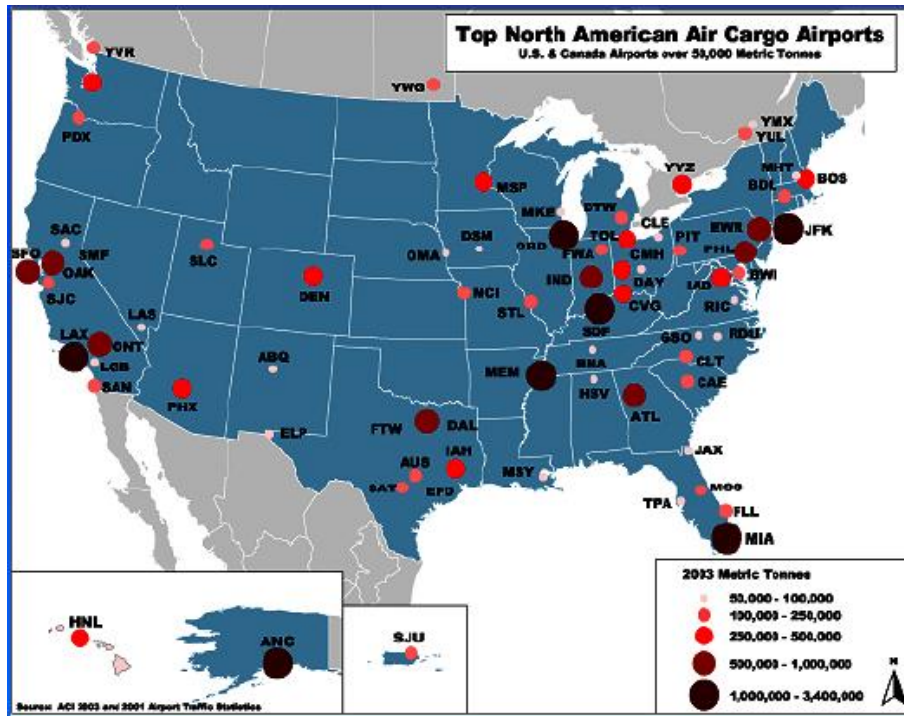 Top North American Air Cargo Airports
U.S. & Canada Airports over 50,000 Metric Tonnes
YVR
YWG
PDX
YMX
YUL
YYZ
MHT
BOS
BDL
MSP
MKE
DTW
CLE
JFK
EWR
SAC
SMF
SFO
OAK
SJC
SLC
DEN
OMA
DSM
ORD
TOL
FWA
CMH
PIT
PHL
IND
DAY
IAD
BWI
MCI
STL
CVG
RIC
SDF
LAS
LAX
ONT
LGB
SAN
PHX
ABQ
ELP
MEM
BNA
HSV
GSO
RDU
CLT
CAE
ATL
FTW
DAL
AUS
IAH
SAT
EFD
MSY
JAX
TPA
MCO
FLL
MIA
2003 Metric Tonnes
50,000 - 100,000
100,000 - 250,000
250,000 - 500,000
500,000 - 1,000,000
1,000,000 - 3,400,000
N
HNL
ANC
SJU
Source: ACI 2003 and 2001 Airport Traffic Statistics